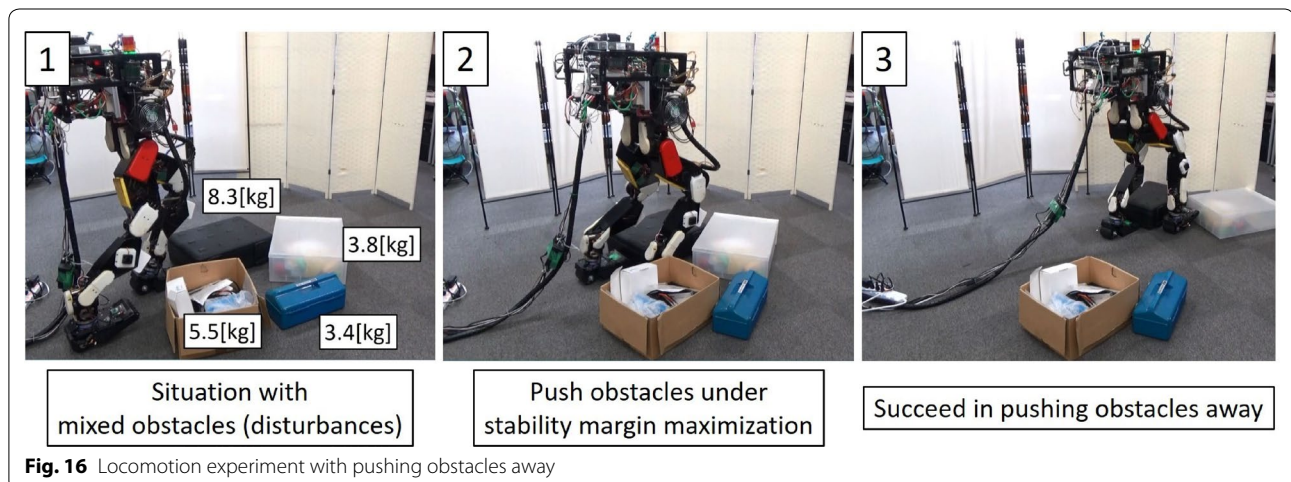 1
2
3
8.3[kg]
3.8[kg]
5.5[kg]
3.4[kg]
Situation with
mixed obstacles (disturbances)
Push obstacles under
stability margin maximization
Succeed in pushing obstacles away
Fig. 16 Locomotion experiment with pushing obstacles away